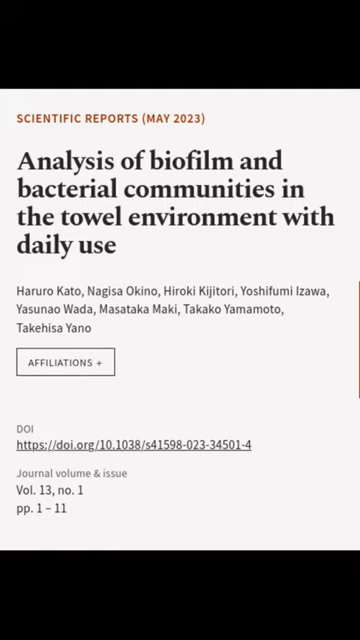 SCIENTIFIC REPORTS (MAY 2023)
Analysis of biofilm and
bacterial communities in
the towel environment with
daily use
Haruro Kato, Nagisa Okino, Hiroki Kijitori, Yoshifumi Izawa,
Yasunao Wada, Masataka Maki, Takako Yamamoto,
Takehisa Yano
AFFILIATIONS +
DOI
https://doi.org/10.1038/s41598-023-34501-4
Journal volume & issue
Vol. 13, no. 1
pp. 1 – 11